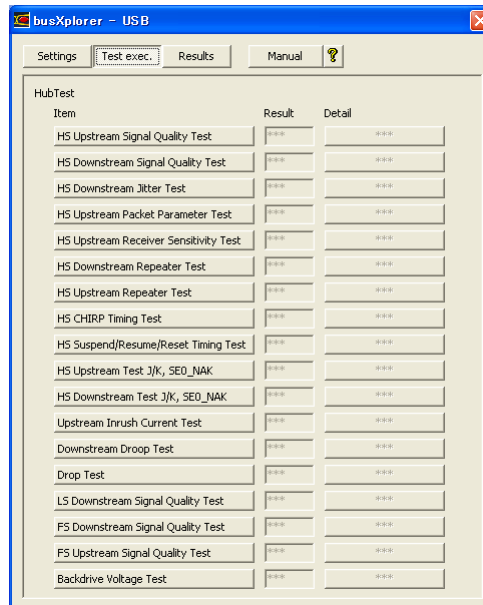 busXplorer - USB
Settings Test exec. Results Manual ?
HubTest
Item Result Detail
HS Upstream Signal Quality Test *** ***
HS Downstream Signal Quality Test *** ***
HS Downstream Jitter Test *** ***
HS Upstream Packet Parameter Test *** ***
HS Upstream Receiver Sensitivity Test *** ***
HS Downstream Repeater Test *** ***
HS Upstream Repeater Test *** ***
HS CHIRP Timing Test *** ***
HS Suspend/Resume/Reset Timing Test *** ***
HS Upstream Test J/K, SE0_NAK *** ***
HS Downstream Test J/K, SE0_NAK *** ***
Upstream Inrush Current Test *** ***
Downstream Droop Test *** ***
Drop Test *** ***
LS Downstream Signal Quality Test *** ***
FS Downstream Signal Quality Test *** ***
FS Upstream Signal Quality Test *** ***
Backdrive Voltage Test *** ***